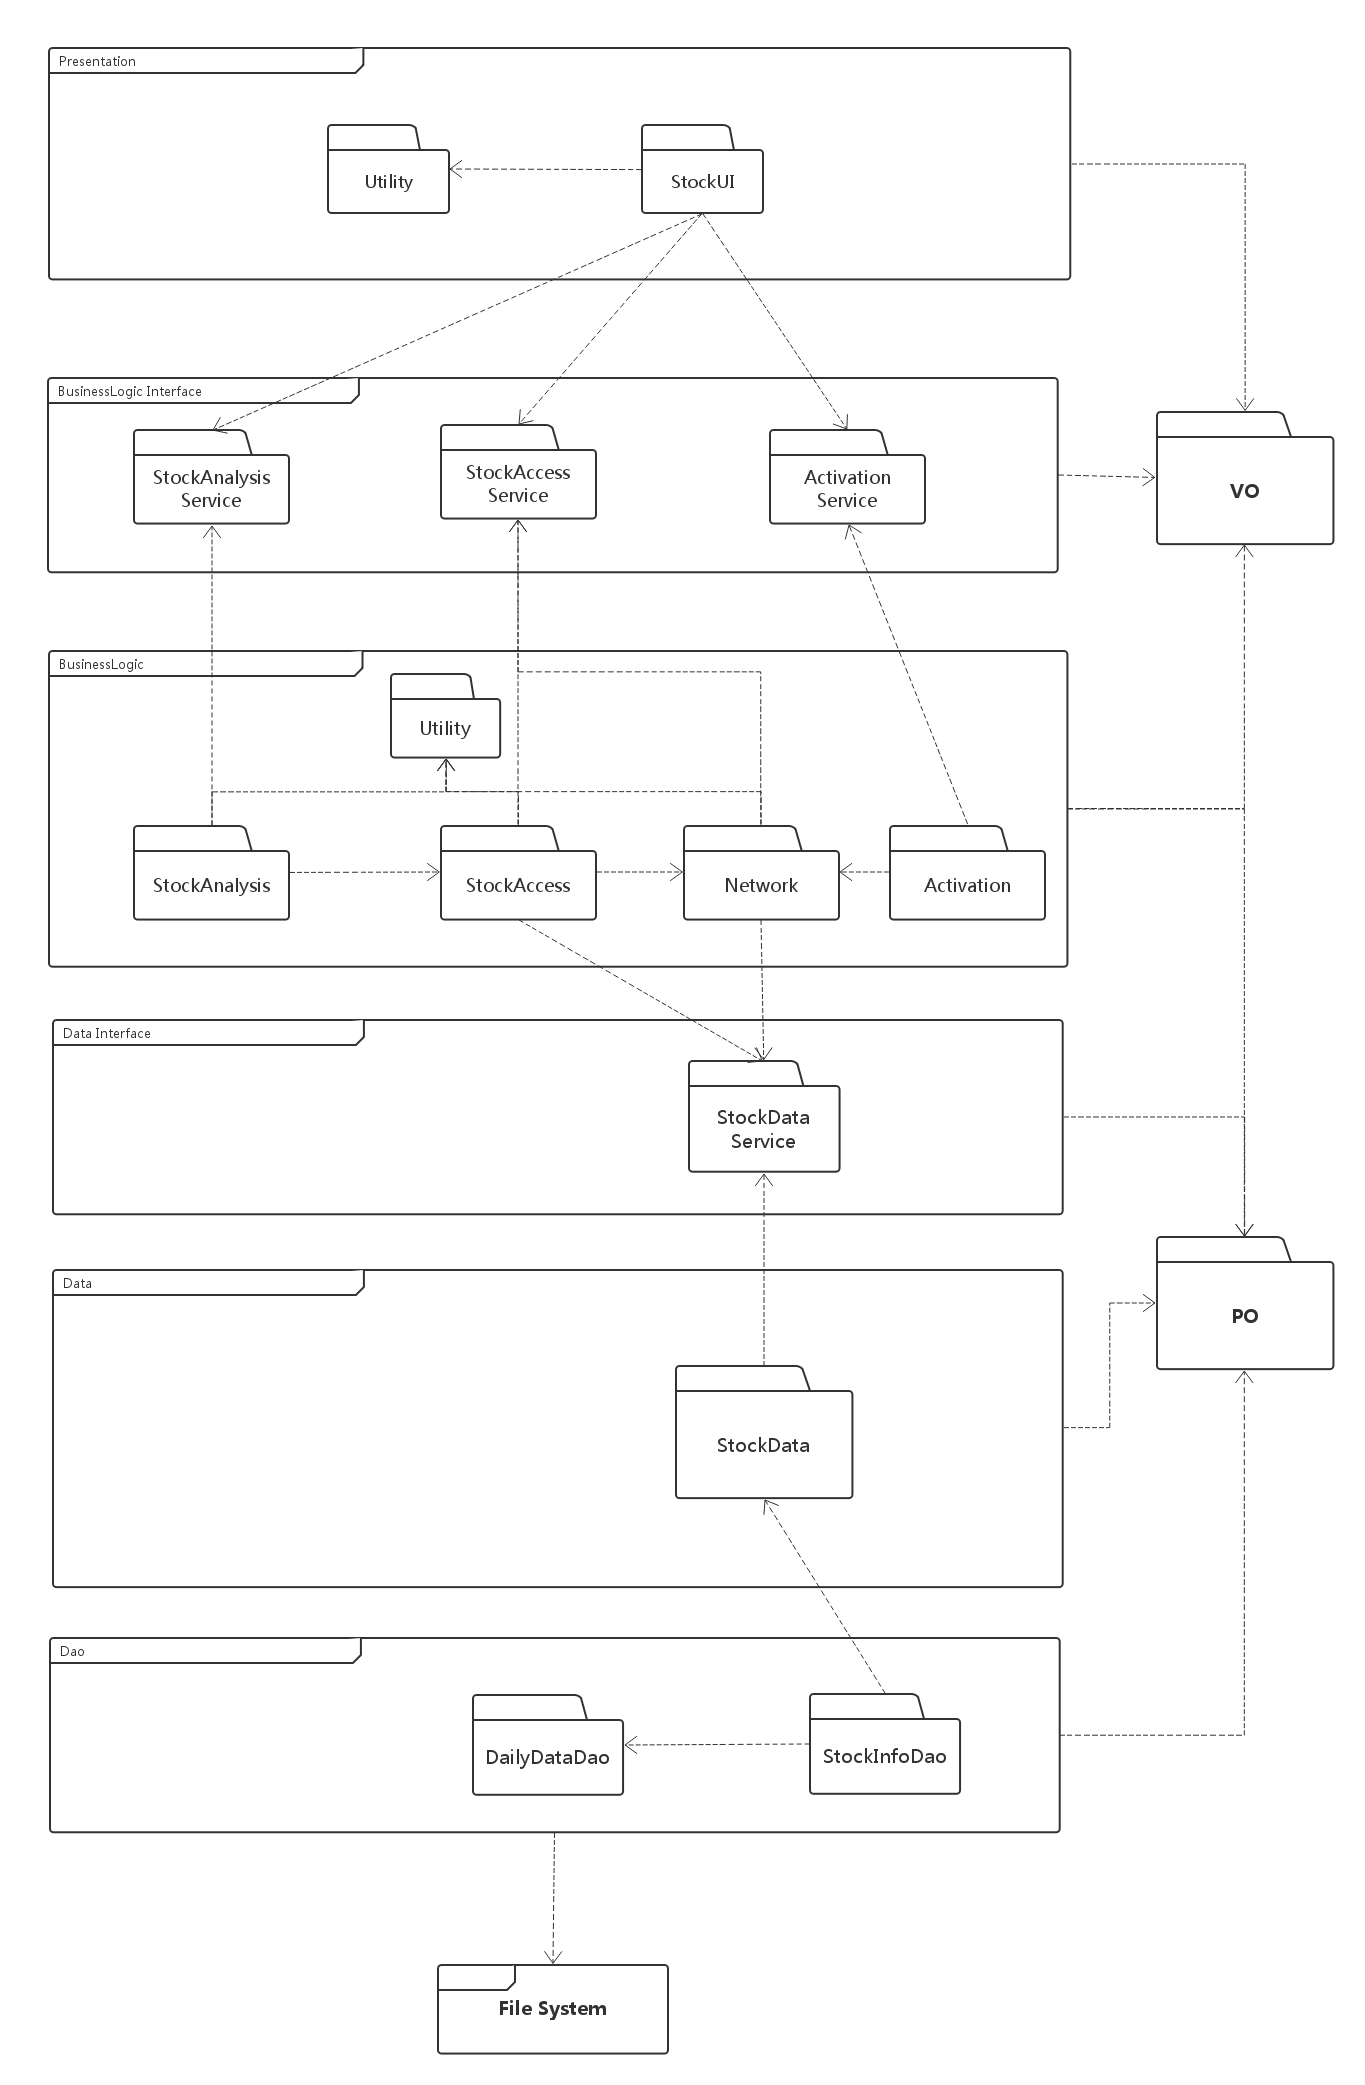 Presentation
Utility
StockUI
BusinessLogic Interface
StockAnalysis
Service
StockAccess
Service
Activation
Service
VO
BusinessLogic
Utility
StockAnalysis
StockAccess
Network
Activation
Data Interface
StockData
Service
Data
PO
StockData
Dao
DailyDataDao
StockInfoDao
File System